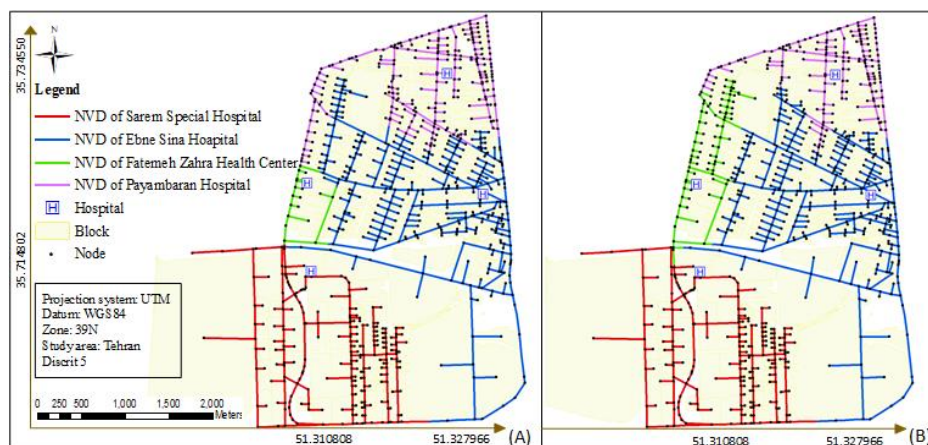 35.734550
35.714802
N
Legend
NVD of Sarem Special Hospital
NVD of Ebne Sina Hoapital
NVD of Fatemeh Zahra Health Center
NVD of Payambaran Hospital
H Hospital
Block
Node
Projection system: UTM
Datum: WGS84
Zone: 39N
Study area: Tehran
Discrit 5
0 250 500 1,000 1,500 2,000
Meters
H
H
H
H
51.310808 51.327966 (A)
H
H
H
H
51.310808 51.327966 (B)